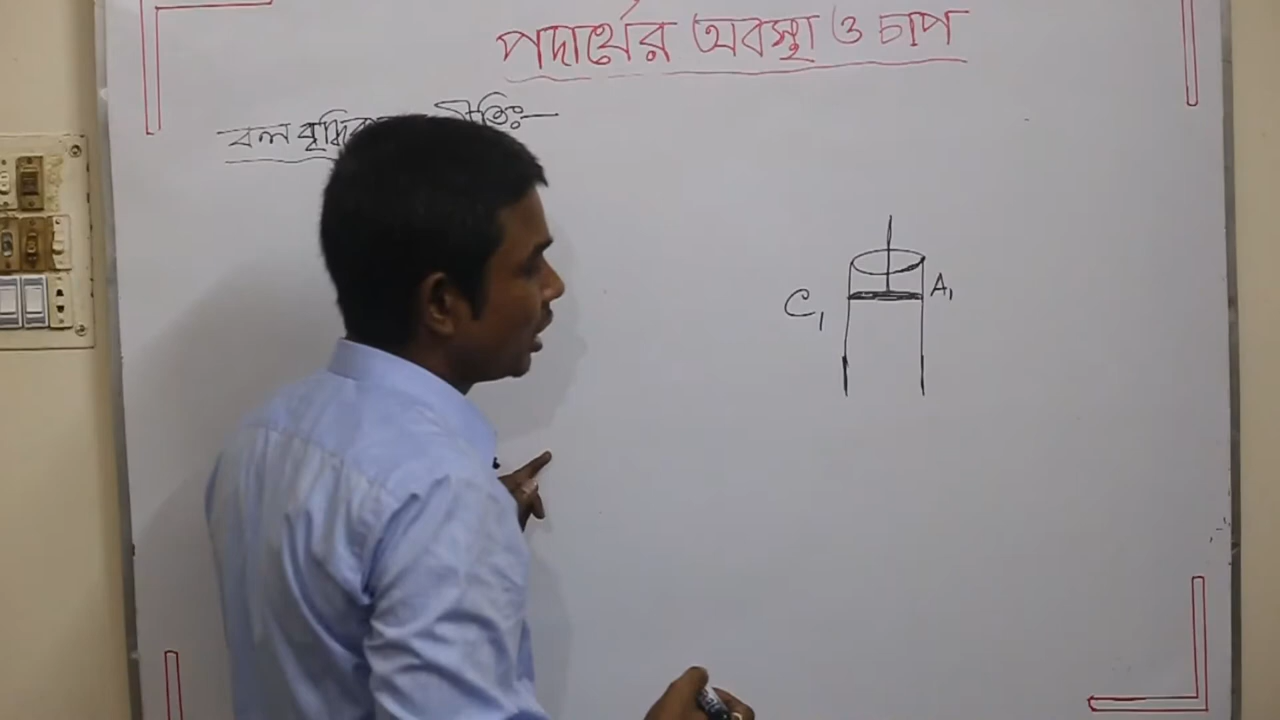 পদার্থের অবস্থা ও চাপ
বল নীতিঃ-
C₁ A₁